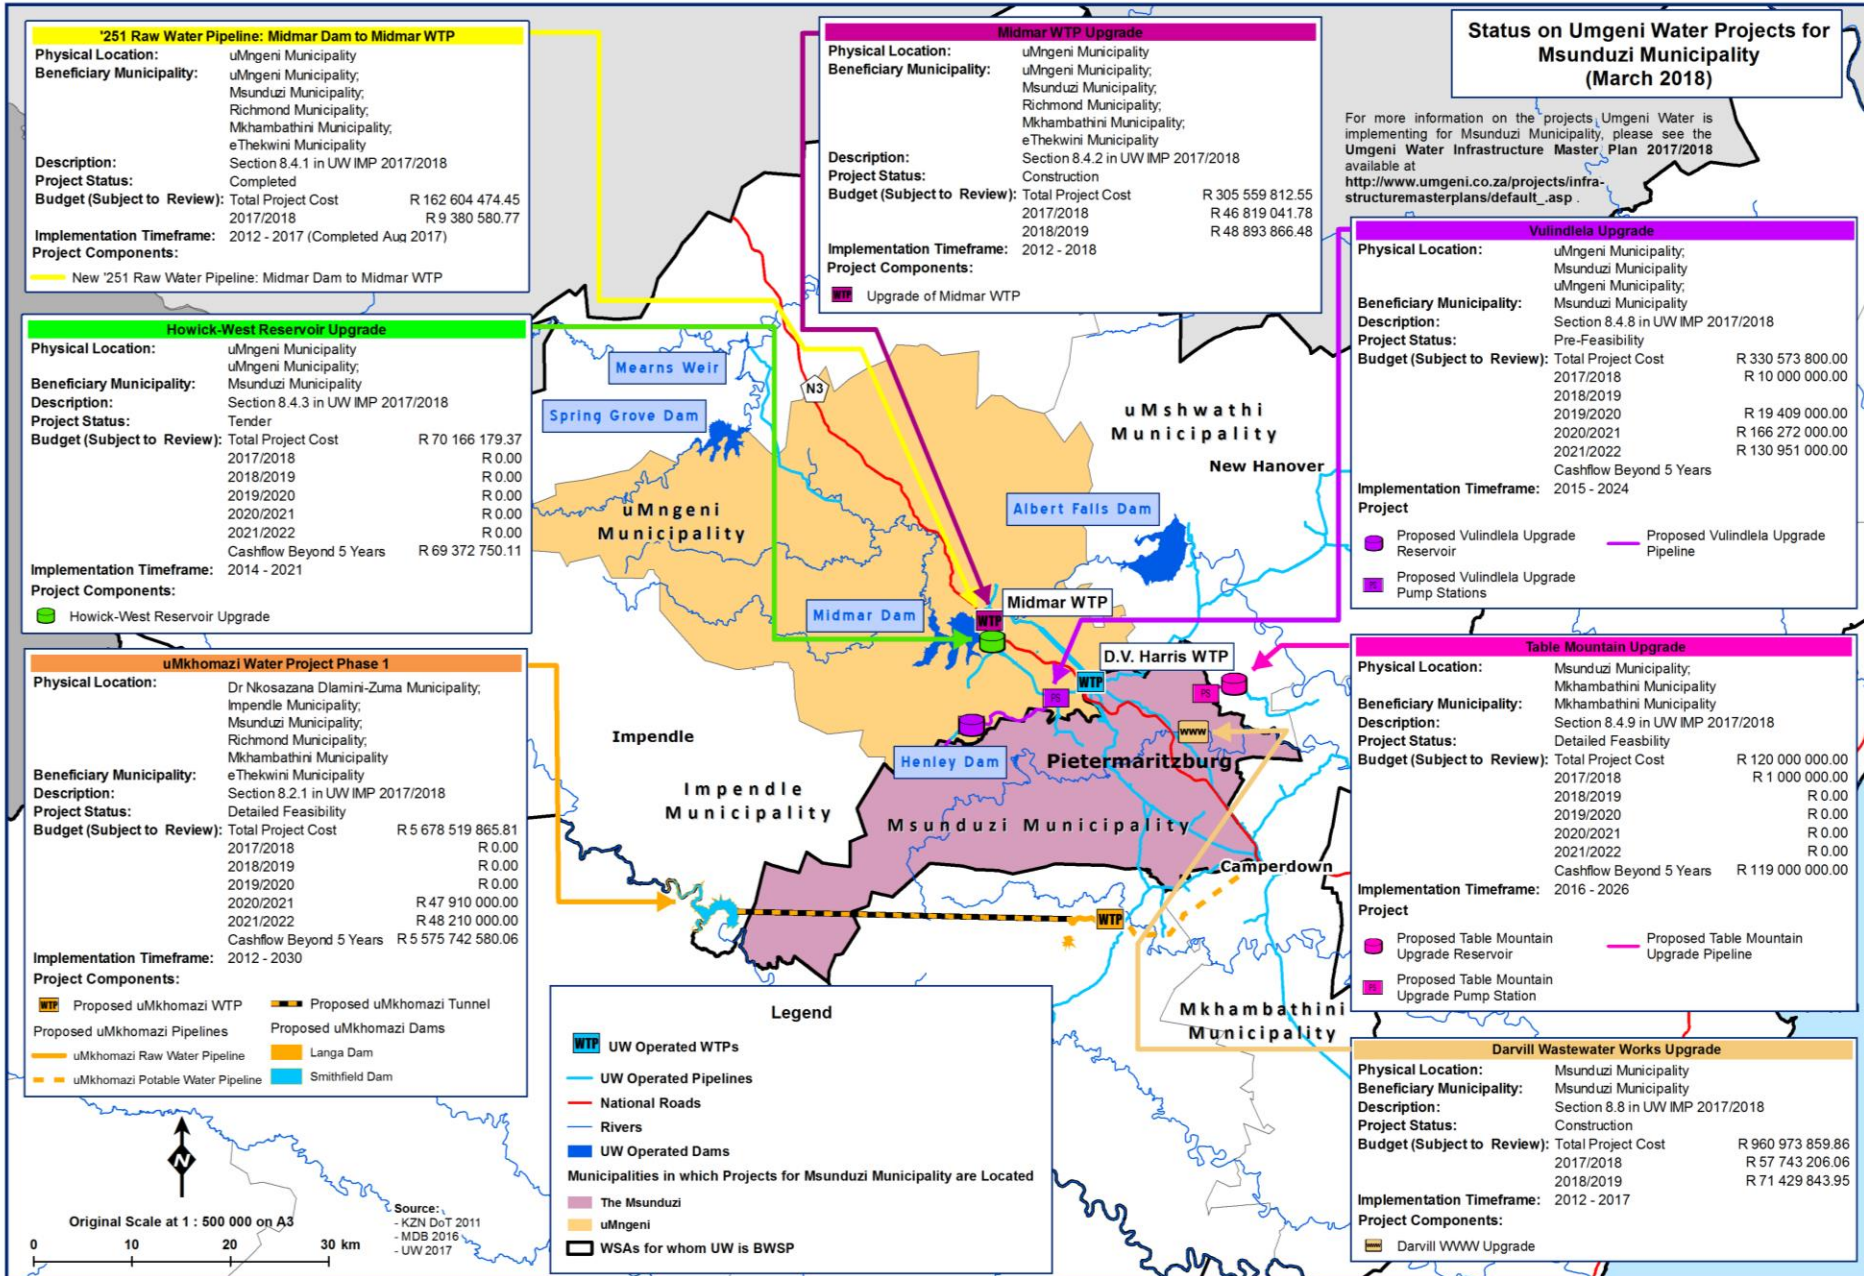 Status on Umgeni Water Projects for
Msunduzi Municipality
(March 2018)
For more information on the projects Umgeni Water is
implementing for Msunduzi Municipality, please see the
Umgeni Water Infrastructure Master Plan 2017/2018
available at
http://www.umgeni.co.za/projects/infra-
structuremasterplans/default_.asp .
'251 Raw Water Pipeline: Midmar Dam to Midmar WTP
Physical Location: uMngeni Municipality
Beneficiary Municipality: uMngeni Municipality;
Msunduzi Municipality;
Richmond Municipality;
Mkhambathini Municipality;
eThekwini Municipality
Description: Section 8.4.1 in UW IMP 2017/2018
Project Status: Completed
Budget (Subject to Review): Total Project Cost R 162 604 474.45
2017/2018 R 9 380 580.77
Implementation Timeframe: 2012 - 2017 (Completed Aug 2017)
Project Components:
New '251 Raw Water Pipeline: Midmar Dam to Midmar WTP
Midmar WTP Upgrade
Physical Location: uMngeni Municipality
Beneficiary Municipality: uMngeni Municipality;
Msunduzi Municipality;
Richmond Municipality;
Mkhambathini Municipality;
eThekwini Municipality
Description: Section 8.4.2 in UW IMP 2017/2018
Project Status: Construction
Budget (Subject to Review): Total Project Cost R 305 559 812.55
2017/2018 R 46 819 041.78
2018/2019 R 48 893 866.48
Implementation Timeframe: 2012 - 2018
Project Components:
WTP Upgrade of Midmar WTP
Howick-West Reservoir Upgrade
Physical Location: uMngeni Municipality
uMngeni Municipality;
Beneficiary Municipality: Msunduzi Municipality
Description: Section 8.4.3 in UW IMP 2017/2018
Project Status: Tender
Budget (Subject to Review): Total Project Cost R 70 166 179.37
2017/2018 R 0.00
2018/2019 R 0.00
2019/2020 R 0.00
2020/2021 R 0.00
2021/2022 R 0.00
Cashflow Beyond 5 Years R 69 372 750.11
Implementation Timeframe: 2014 - 2021
Project Components:
Howick-West Reservoir Upgrade
Vulindlela Upgrade
Physical Location: uMngeni Municipality;
Msunduzi Municipality
uMngeni Municipality;
Beneficiary Municipality: Msunduzi Municipality
Description: Section 8.4.8 in UW IMP 2017/2018
Project Status: Pre-Feasibility
Budget (Subject to Review): Total Project Cost R 330 573 800.00
2017/2018 R 10 000 000.00
2018/2019
2019/2020 R 19 409 000.00
2020/2021 R 166 272 000.00
2021/2022 R 130 951 000.00
Cashflow Beyond 5 Years
Implementation Timeframe: 2015 - 2024
Project
Proposed Vulindlela Upgrade
Reservoir
Proposed Vulindlela Upgrade
Pipeline
PS Proposed Vulindlela Upgrade
Pump Stations
uMkhomazi Water Project Phase 1
Physical Location: Dr Nkosazana Dlamini-Zuma Municipality;
Impendle Municipality;
Msunduzi Municipality;
Richmond Municipality;
Mkhambathini Municipality
Beneficiary Municipality: eThekwini Municipality
Description: Section 8.2.1 in UW IMP 2017/2018
Project Status: Detailed Feasibility
Budget (Subject to Review): Total Project Cost R 5 678 519 865.81
2017/2018 R 0.00
2018/2019 R 0.00
2019/2020 R 0.00
2020/2021 R 47 910 000.00
2021/2022 R 48 210 000.00
Cashflow Beyond 5 Years R 5 575 742 580.06
Implementation Timeframe: 2012 - 2030
Project Components:
WTP Proposed uMkhomazi WTP
Proposed uMkhomazi Tunnel
Proposed uMkhomazi Pipelines
Proposed uMkhomazi Dams
uMkhomazi Raw Water Pipeline
Langa Dam
uMkhomazi Potable Water Pipeline
Smithfield Dam
Table Mountain Upgrade
Physical Location: Msunduzi Municipality;
Mkhambathini Municipality
Beneficiary Municipality: Mkhambathini Municipality
Description: Section 8.4.9 in UW IMP 2017/2018
Project Status: Detailed Feasbility
Budget (Subject to Review): Total Project Cost R 120 000 000.00
2017/2018 R 1 000 000.00
2018/2019 R 0.00
2019/2020 R 0.00
2020/2021 R 0.00
2021/2022 R 0.00
Cashflow Beyond 5 Years R 119 000 000.00
Implementation Timeframe: 2016 - 2026
Project
Proposed Table Mountain
Upgrade Reservoir
Proposed Table Mountain
Upgrade Pipeline
PS Proposed Table Mountain
Upgrade Pump Station
Darvill Wastewater Works Upgrade
Physical Location: Msunduzi Municipality
Beneficiary Municipality: Msunduzi Municipality
Description: Section 8.8 in UW IMP 2017/2018
Project Status: Construction
Budget (Subject to Review): Total Project Cost R 960 973 859.86
2017/2018 R 57 743 206.06
2018/2019 R 71 429 843.95
Implementation Timeframe: 2012 - 2017
Project Components:
WWW Darvill WWW Upgrade
Mearns Weir
N3
Spring Grove Dam
uMshwathi
Municipality
New Hanover
uMngeni
Municipality
Albert Falls Dam
Midmar Dam
Midmar WTP
WTP
D.V. Harris WTP
WTP
PS
PS
WWW
Impendle
Henley Dam
Pietermaritzburg
Impendle
Municipality
Msunduzi Municipality
Camperdown
WTP
Mkhambathini
Municipality
Legend
WTP UW Operated WTPs
UW Operated Pipelines
National Roads
Rivers
UW Operated Dams
Municipalities in which Projects for Msunduzi Municipality are Located
The Msunduzi
uMngeni
WSAs for whom UW is BWSP
N
Original Scale at 1 : 500 000 on A3
0 10 20 30 km
Source:
- KZN DoT 2011
- MDB 2016
- UW 2017